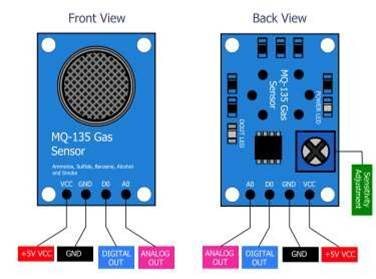 Front View
MQ-135 Gas
Sensor
Ammonia, Sulfide, Benzene, Alcohol
and Smoke
VCC GND D0 A0
+5V VCC
GND
DIGITAL
OUT
ANALOG
OUT
Back View
MQ-135 Gas
Sensor
POWER LED
DOUT LED
Sensitivity
Adjustment
A0 D0 GND VCC
ANALOG
OUT
DIGITAL
OUT
GND
+5V VCC